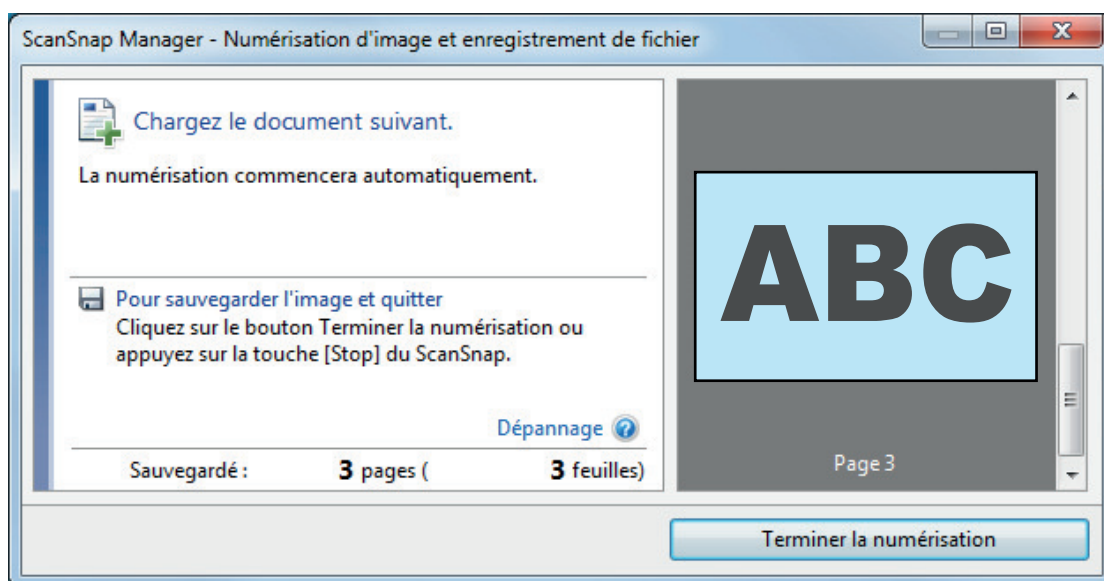 ScanSnap Manager - Numérisation d'image et enregistrement de fichier
Chargez le document suivant.
La numérisation commencera automatiquement.
Pour sauvegarder l'image et quitter
Cliquez sur le bouton Terminer la numérisation ou
appuyez sur la touche [Stop] du ScanSnap.
Dépannage
Sauvegardé : 3 pages ( 3 feuilles)
ABC
Page 3
Terminer la numérisation